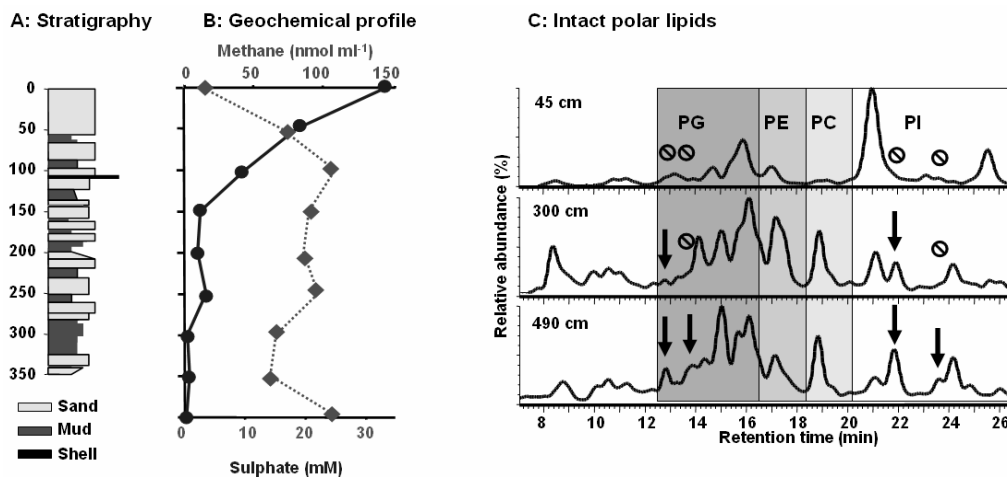 A: Stratigraphy
0
50
100
150
200
250
300
350
Sand
Mud
Shell
B: Geochemical profile
Methane (nmol ml-1)
0 50 100 150
0 10 20 30
Sulphate (mM)
C: Intact polar lipids
Relative abundance (%)
45 cm
PG PE PC PI
300 cm
490 cm
8 10 12 14 16 18 20 22 24 26
Retention time (min)